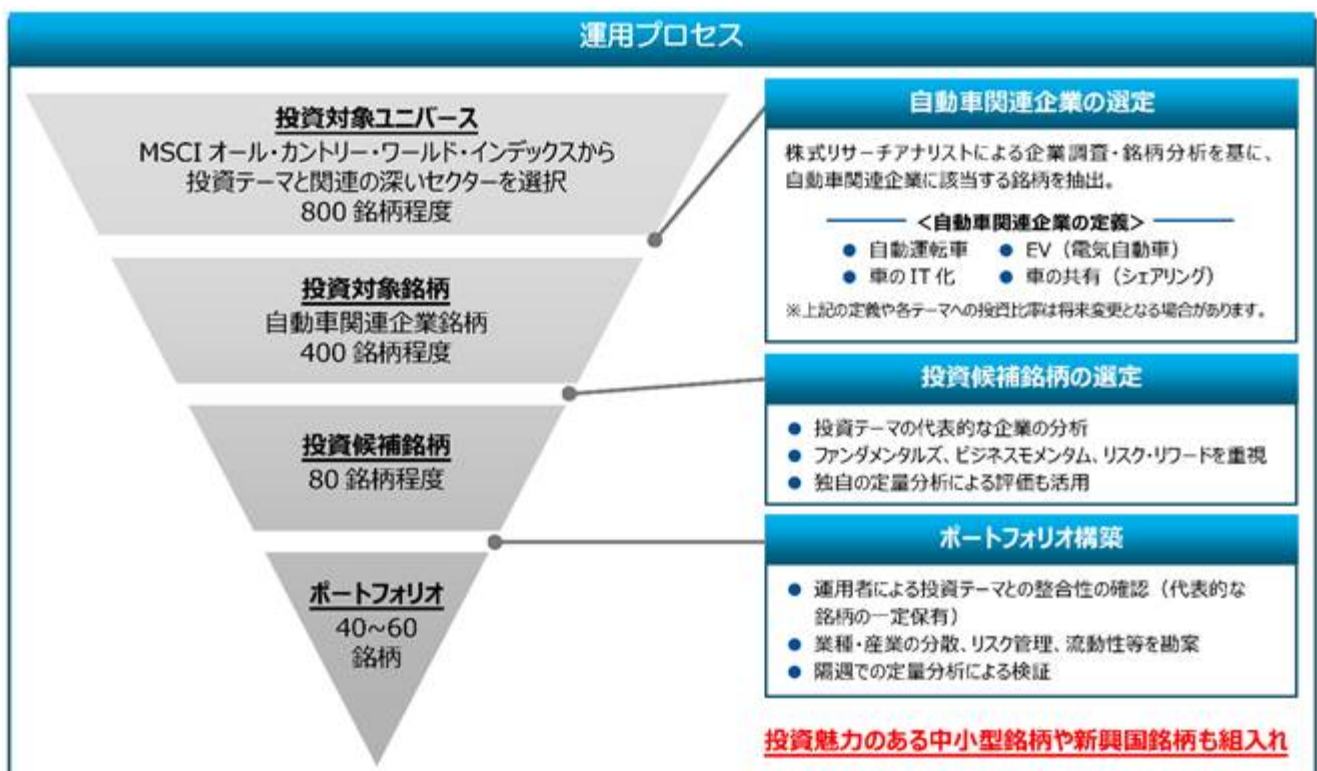 運用プロセス
投資対象ユニバース
MSCI オール・カントリー・ワールド・インデックスから
投資テーマと関連の深いセクターを選択
800 銘柄程度
投資対象銘柄
自動車関連企業銘柄
400 銘柄程度
投資候補銘柄
80 銘柄程度
ポートフォリオ
40~60
銘柄
自動車関連企業の選定
株式リサーチアナリストによる企業調査・銘柄分析を基に、
自動車関連企業に該当する銘柄を抽出。
<自動車関連企業の定義>
● 自動運転車 ● EV（電気自動車）
● 車のIT化 ● 車の共有（シェアリング）
※上記の定義や各テーマへの投資比率は将来変更となる場合があります。
投資候補銘柄の選定
● 投資テーマの代表的な企業の分析
● ファンダメンタルズ、ビジネスモメンタム、リスク・リワードを重視
● 独自の定量分析による評価も活用
ポートフォリオ構築
● 運用者による投資テーマとの整合性の確認（代表的な
銘柄の一定保有）
● 業種・産業の分散、リスク管理、流動性等を勘案
● 隔週での定量分析による検証
投資魅力のある中小型銘柄や新興国銘柄も組入れ